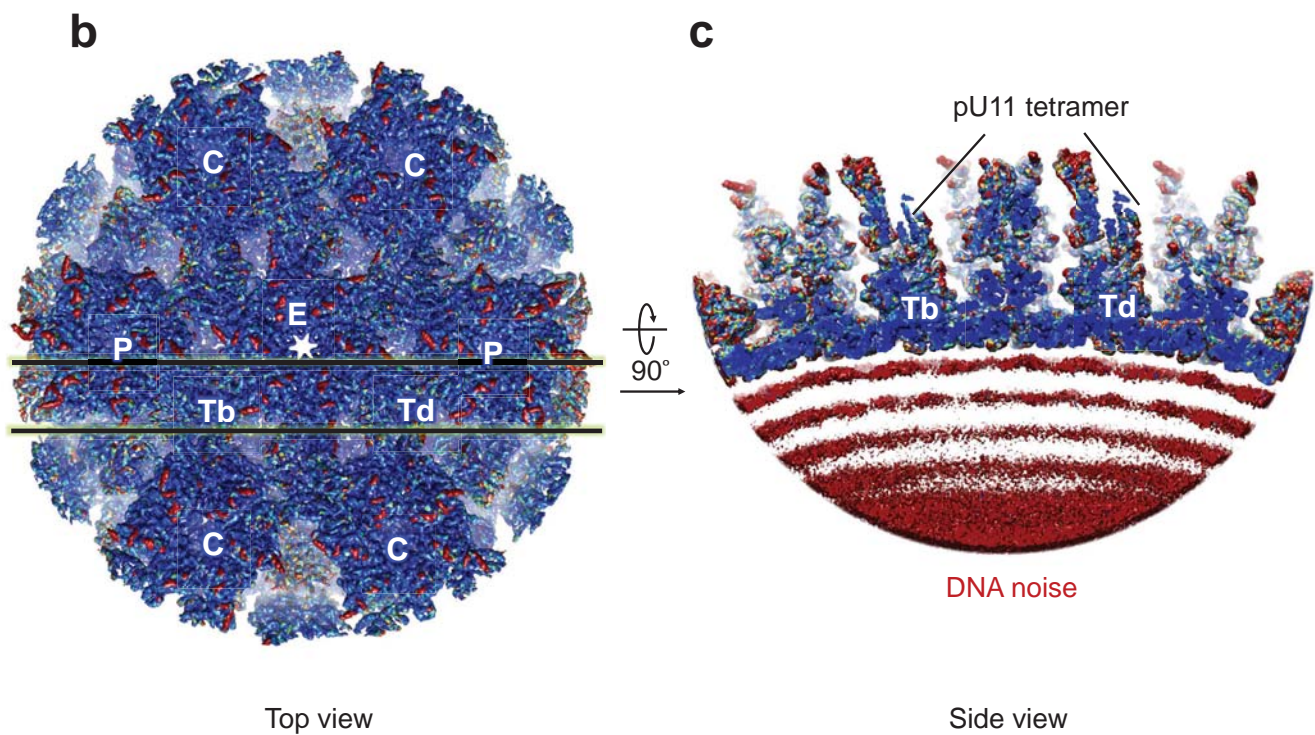 b
c
pU11 tetramer
C
C
E
P
P
Tb
Td
C
C
90°
Tb
Td
DNA noise
Top view
Side view